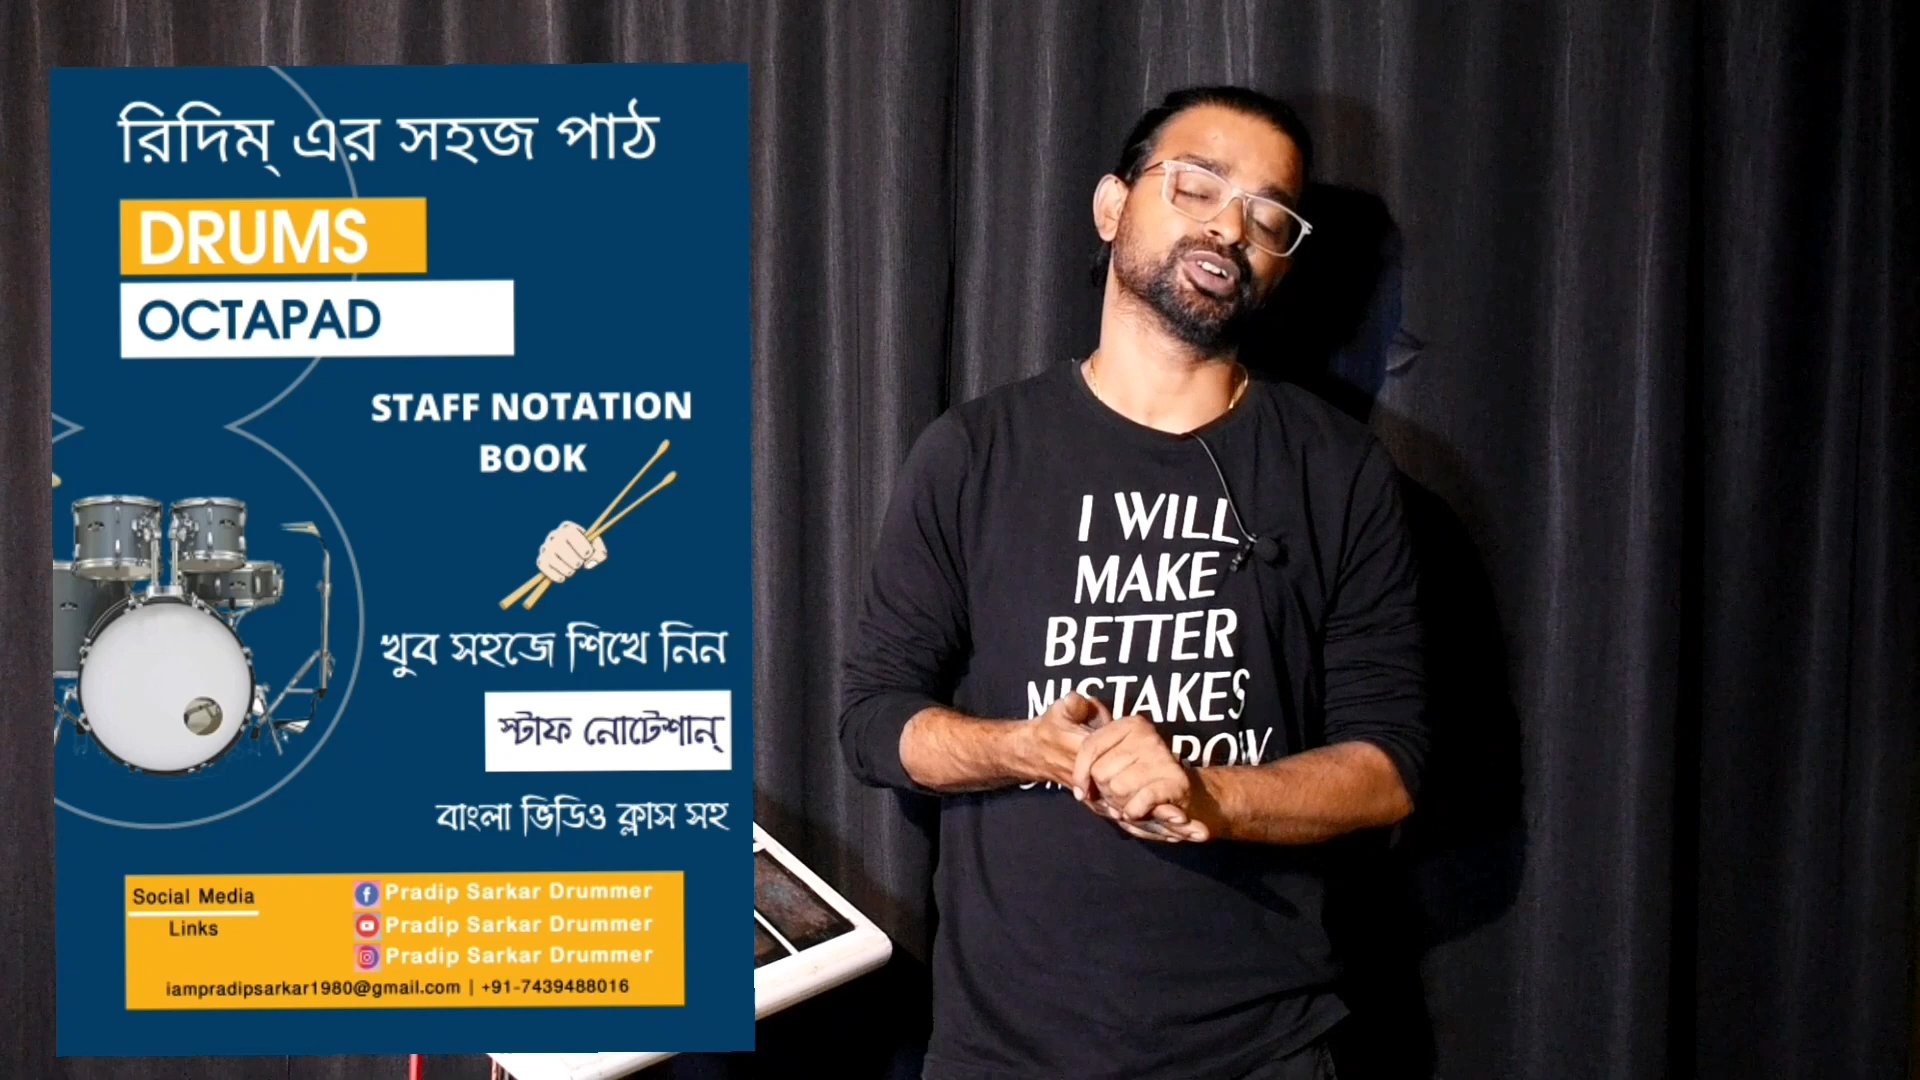 রিদিম্ এর সহজ পাঠ
DRUMS
OCTAPAD
STAFF NOTATION
BOOK
খুব সহজে শিখে নিন
স্টাফ নোটেশান্
বাংলা ভিডিও ক্লাস সহ
Social Media
Links
Pradip Sarkar Drummer
Pradip Sarkar Drummer
Pradip Sarkar Drummer
iampradipsarkar1980@gmail.com | +91-7439488016
I WILL
MAKE
BETTER
MISTAKES